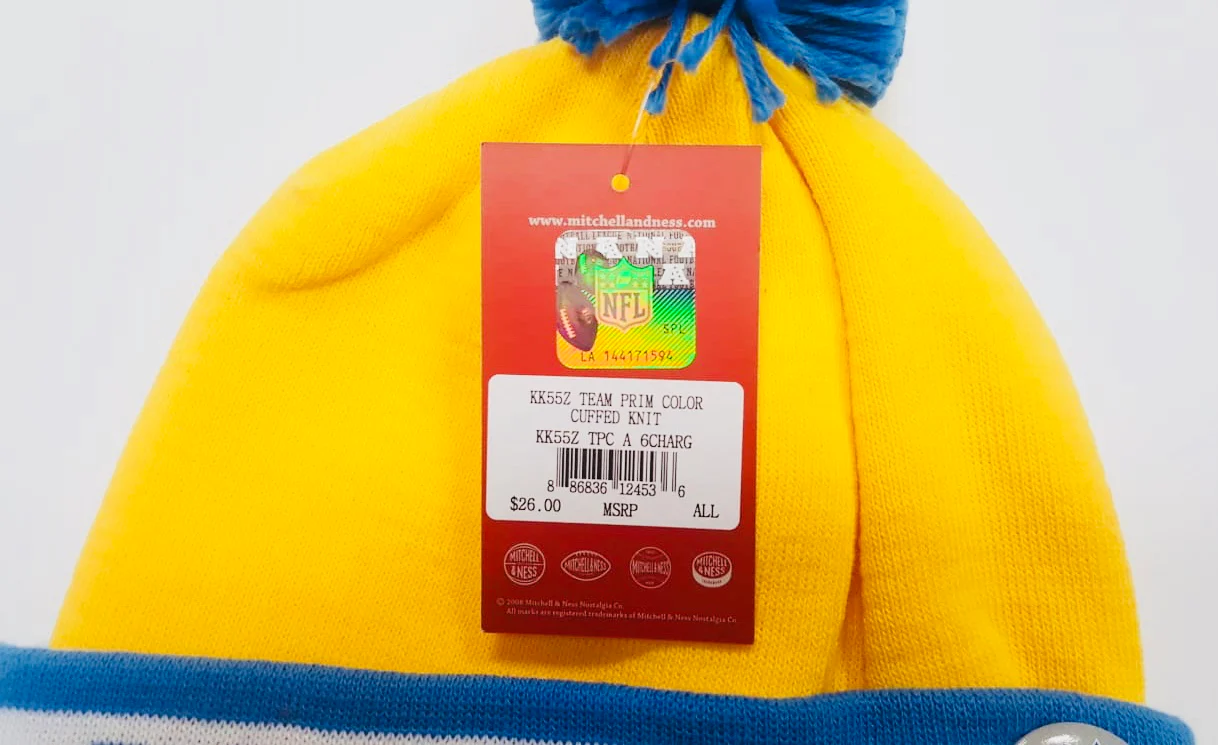 www.mitchellandness.com
NFL
SPL
LA 144171594
KK55Z TEAM PRIM COLOR
CUFFED KNIT
KK55Z TPC A 6CHARG
8 86836 12453 6
$26.00 MSRP ALL
MITCHELL & NESS MITCHELL & NESS MITCHELL & NESS MITCHELL & NESS
© 2008 Mitchell & Ness Nostalgia Co.
All marks are registered trademarks of Mitchell & Ness Nostalgia Co.